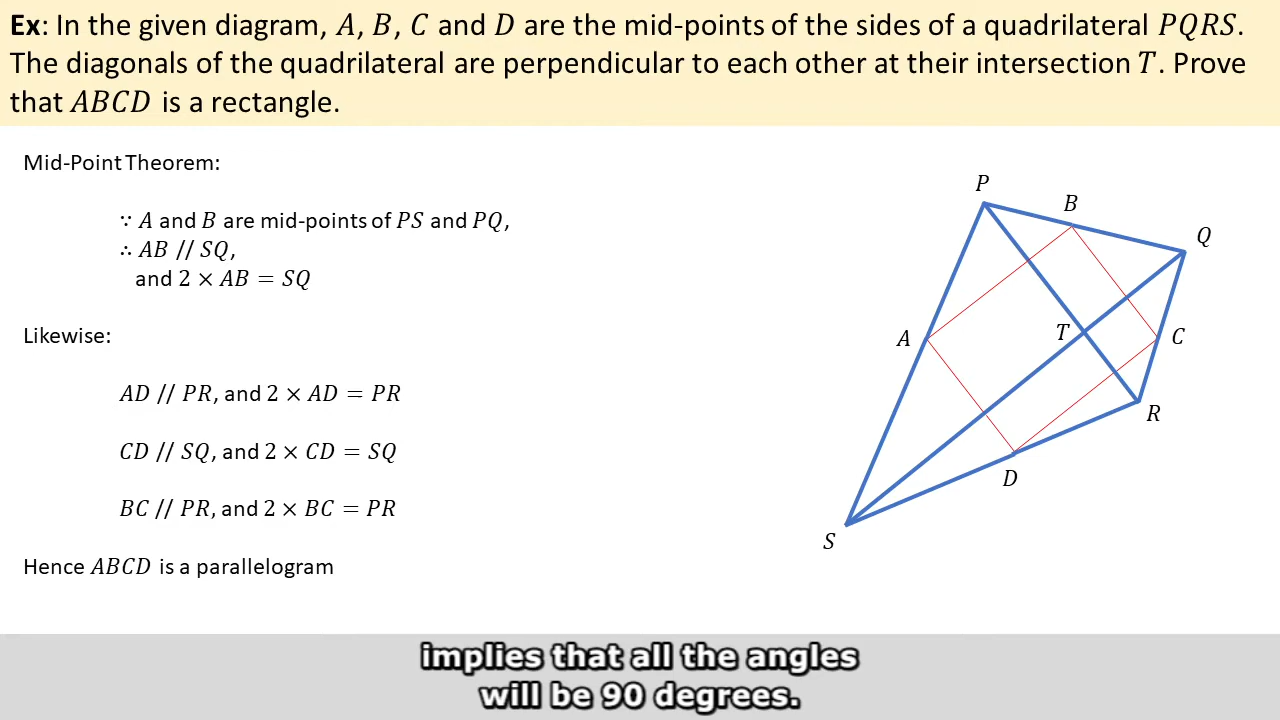 Ex: In the given diagram, A, B, C and D are the mid-points of the sides of a quadrilateral PQRS.
The diagonals of the quadrilateral are perpendicular to each other at their intersection T. Prove
that ABCD is a rectangle.
Mid-Point Theorem:
∵ A and B are mid-points of PS and PQ,
∴ AB // SQ,
and 2 × AB = SQ
Likewise:
AD // PR, and 2 × AD = PR
CD // SQ, and 2 × CD = SQ
BC // PR, and 2 × BC = PR
Hence ABCD is a parallelogram
P
B
Q
A
T
C
R
D
S
implies that all the angles
will be 90 degrees.